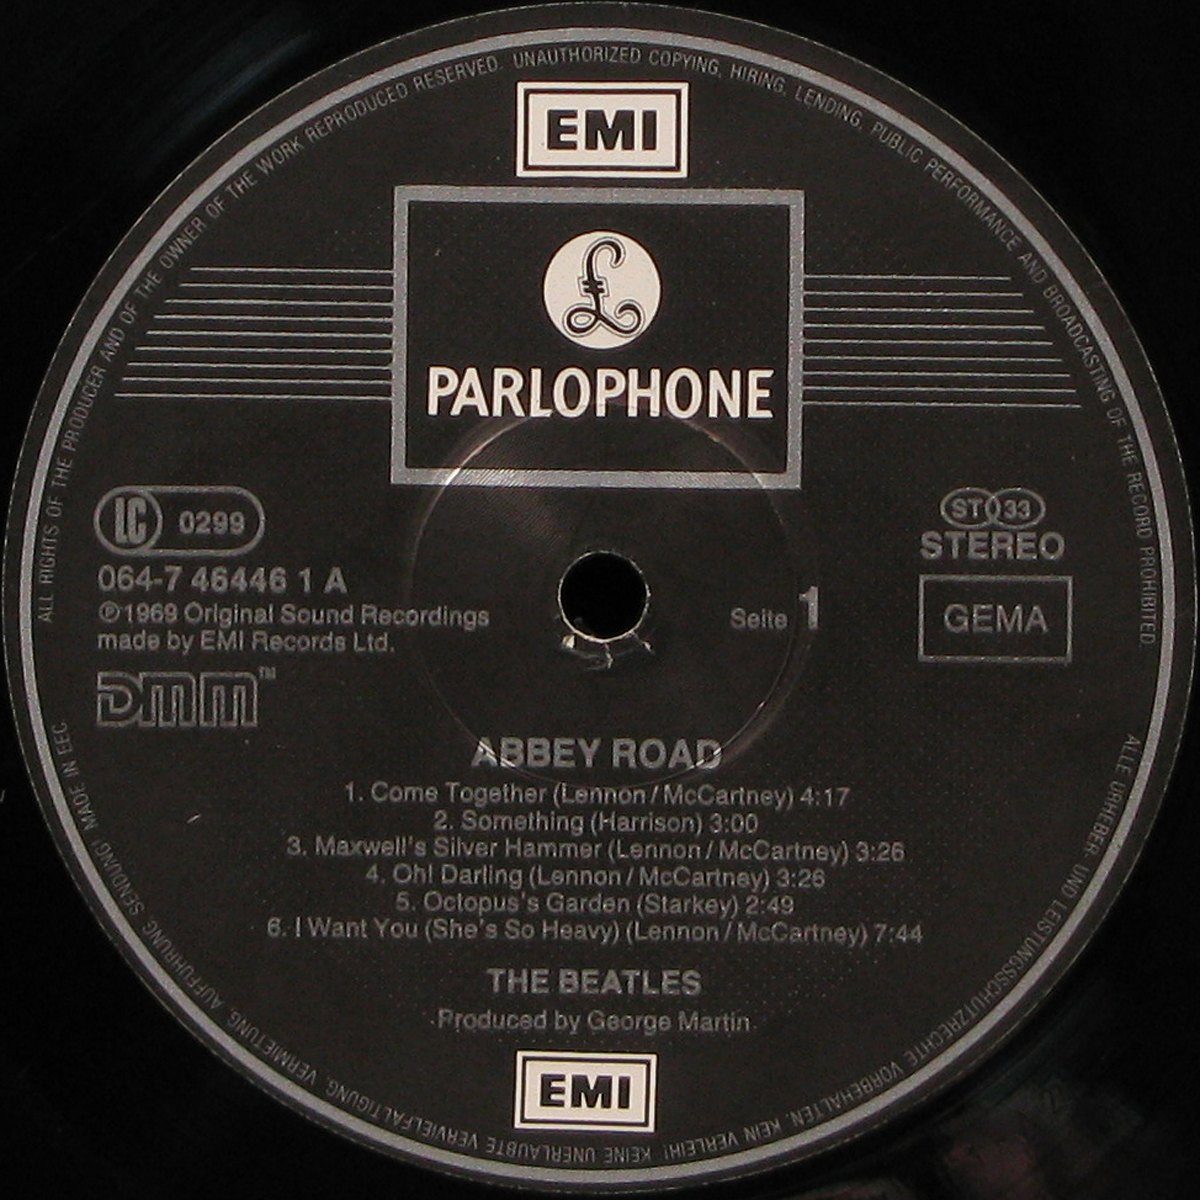 ALL RIGHTS OF THE PRODUCER AND OF THE OWNER OF THE WORK REPRODUCED RESERVED. UNAUTHORIZED COPYING, HIRING, LENDING, PUBLIC PERFORMANCE AND BROADCASTING OF THE RECORD PROHIBITED.
EMI
£
PARLOPHONE
LC 0299
ST 33
STEREO
064-7 46446 1 A
℗1969 Original Sound Recordings
made by EMI Records Ltd.
Seite 1
GEMA
DMM™
ABBEY ROAD
1. Come Together (Lennon/McCartney) 4:17
2. Something (Harrison) 3:00
3. Maxwell's Silver Hammer (Lennon/McCartney) 3:26
4. Oh! Darling (Lennon/McCartney) 3:26
5. Octopus's Garden (Starkey) 2:49
6. I Want You (She's So Heavy) (Lennon/McCartney) 7:44
THE BEATLES
Produced by George Martin
EMI
ALLE URHEBER- UND LEISTUNGSSCHUTZRECHTE VORBEHALTEN. KEIN VERLEIH! KEINE UNERLAUBTE VERVIELFÄLTIGUNG, VERMIETUNG, AUFFÜHRUNG, SENDUNG! MADE IN EEC